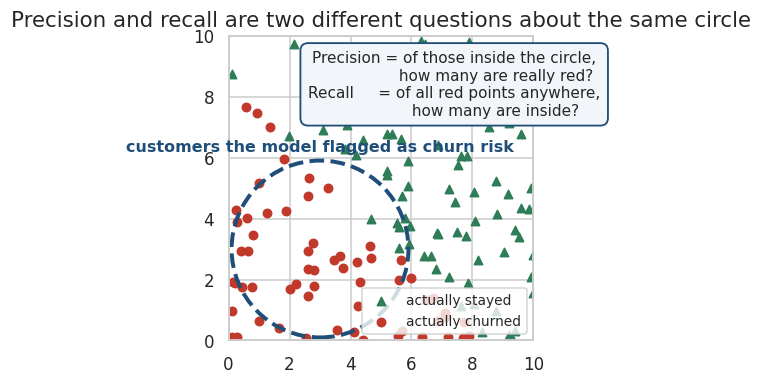 Precision and recall are two different questions about the same circle
10
Precision = of those inside the circle,
how many are really red?
Recall = of all red points anywhere,
how many are inside?
8
customers the model flagged as churn risk
6
4
2
actually stayed
actually churned
0
0 2 4 6 8 10